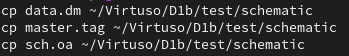 cp data.dm ~/Virtuso/D1b/test/schematic
cp master.tag ~/Virtuso/D1b/test/schematic
cp sch.oa ~/Virtuso/D1b/test/schematic